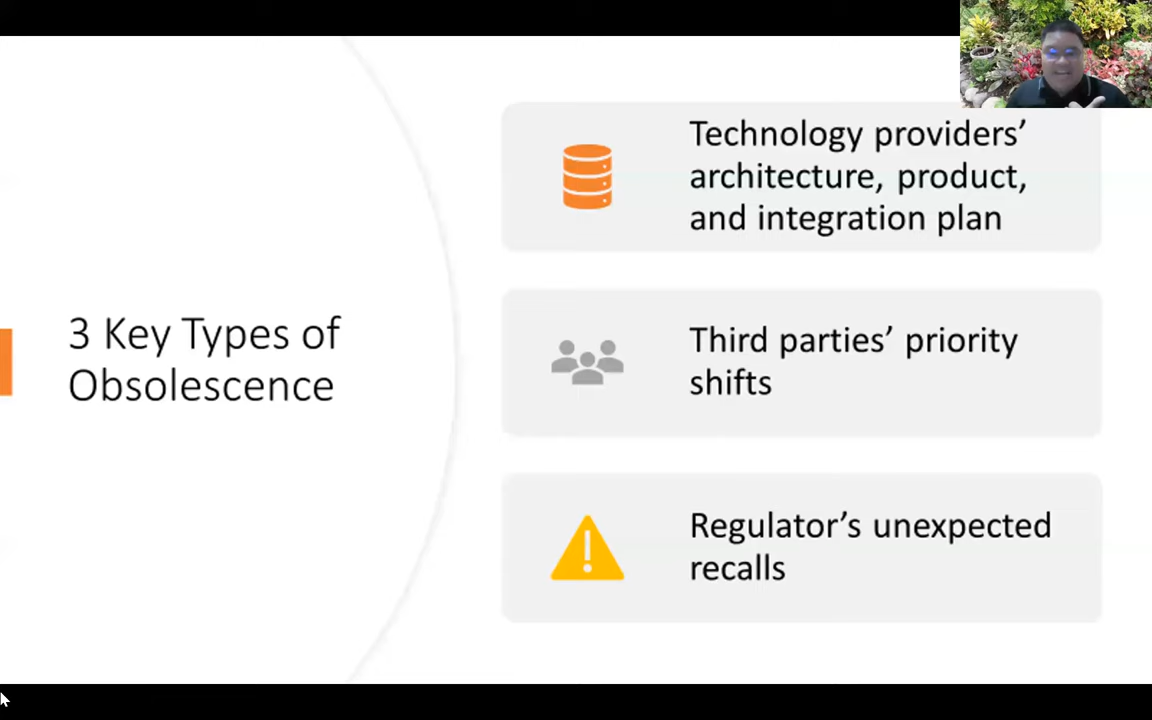 3 Key Types of
Obsolescence
Technology providers’
architecture, product,
and integration plan
Third parties’ priority
shifts
Regulator’s unexpected
recalls